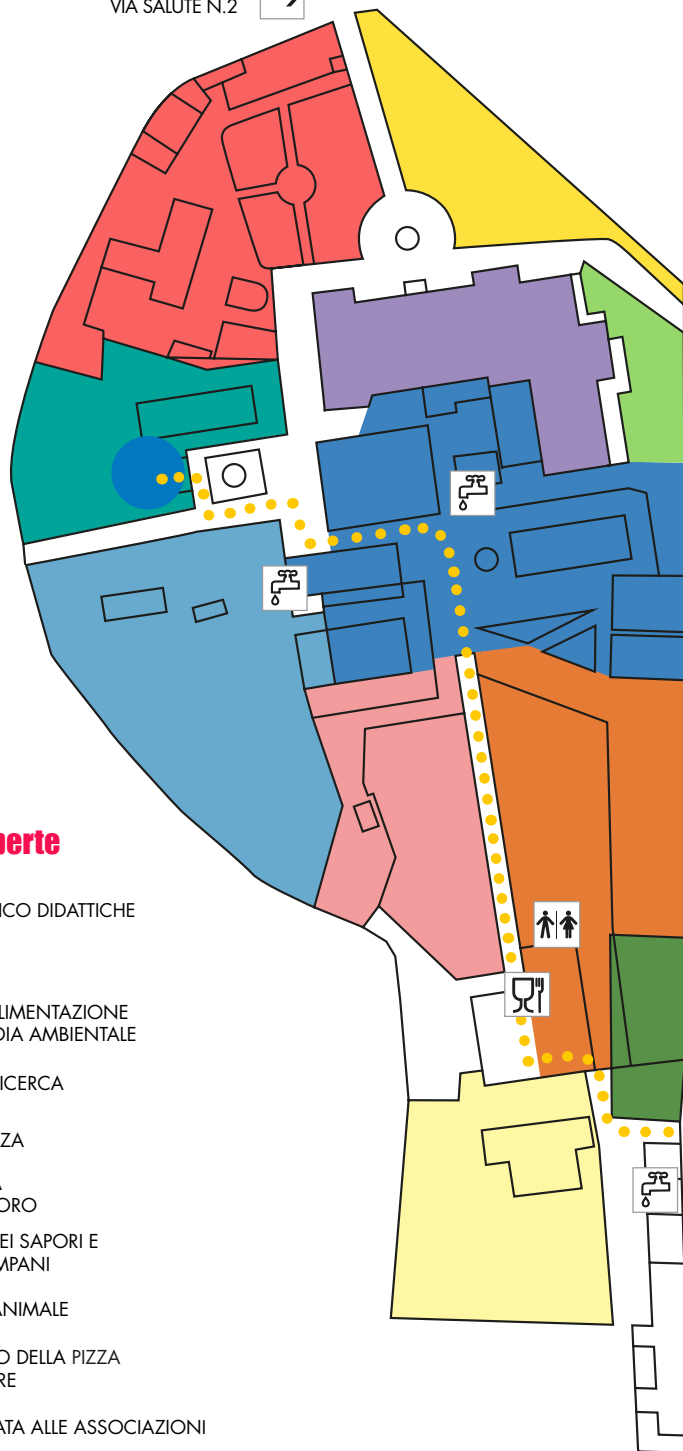 VIA SALUTE N.2
perte
ICO DIDATTICHE
LIMENTAZIONE
DIA AMBIENTALE
ICERCA
ZA
ORO
EI SAPORI E
MPANI
ANIMALE
O DELLA PIZZA
RE
ATA ALLE ASSOCIAZIONI